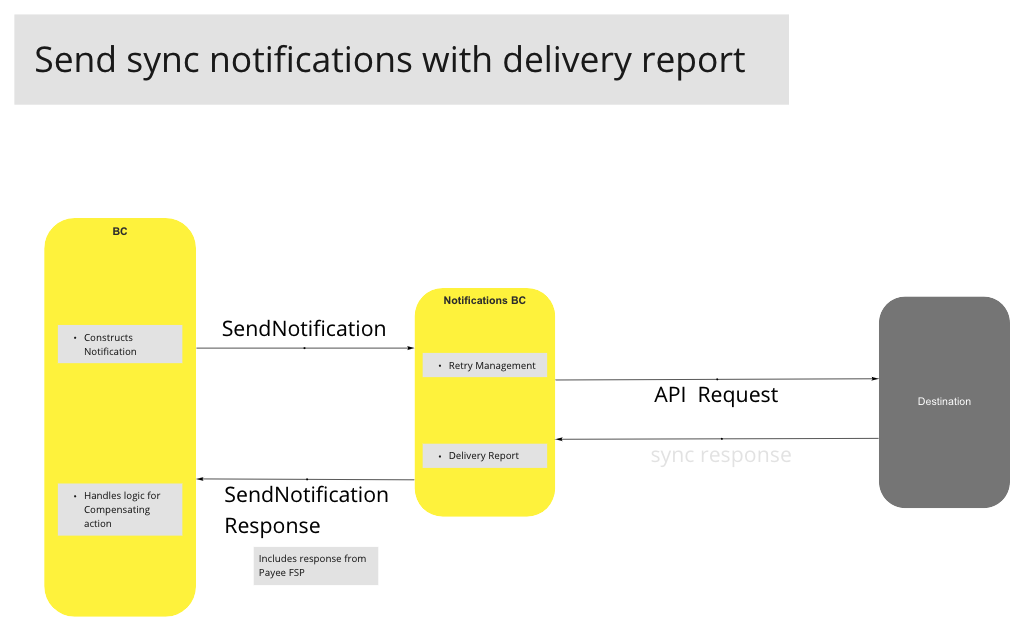 Send sync notifications with delivery report
BC
Notifications BC
• Constructs
Notification
SendNotification
• Retry Management
API  Request
Destination
• Delivery Report
sync response
• Handles logic for
Compensating
action
SendNotification
Response
Includes response from
Payee FSP